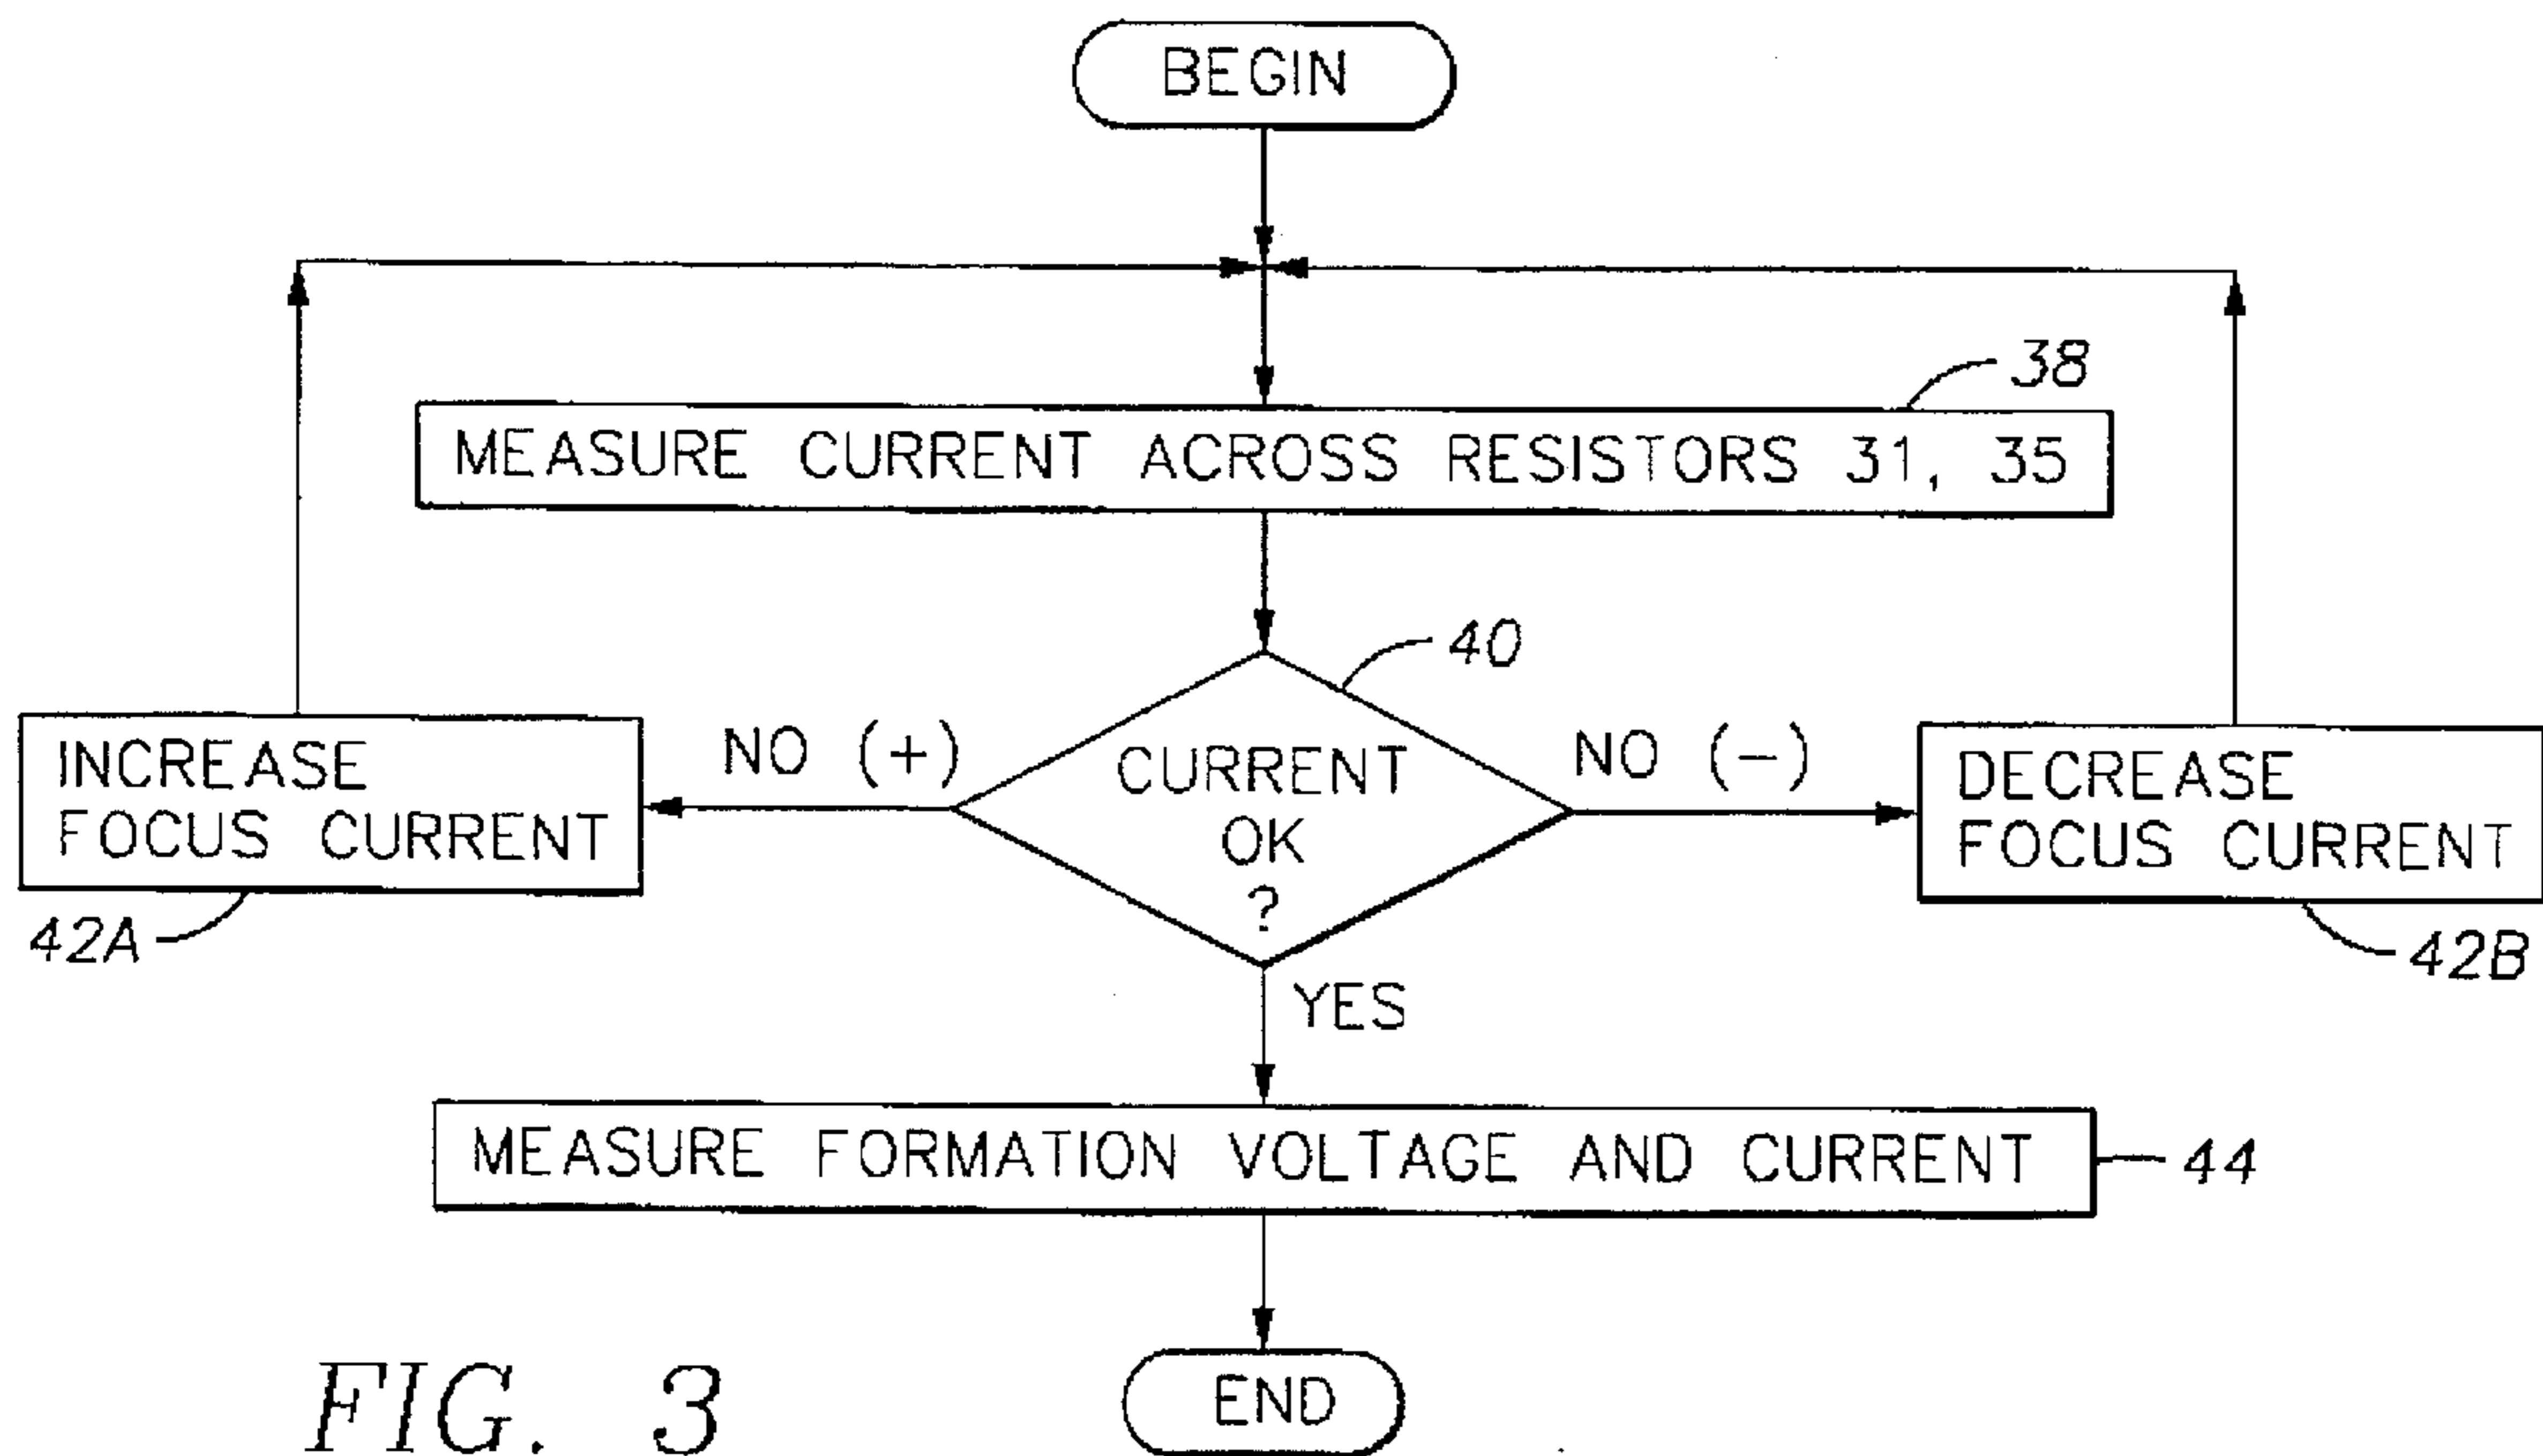 BEGIN
38
MEASURE CURRENT ACROSS RESISTORS 31, 35
40
NO (+)
NO (-)
INCREASE
FOCUS CURRENT
CURRENT
OK
?
DECREASE
FOCUS CURRENT
42A
42B
YES
MEASURE FORMATION VOLTAGE AND CURRENT
44
END
FIG. 3